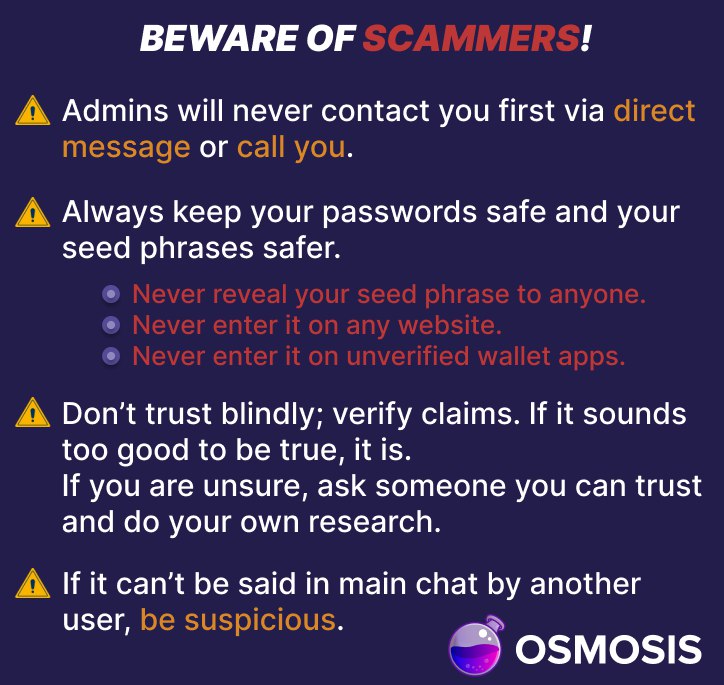 BEWARE OF SCAMMERS!
Admins will never contact you first via direct
message or call you.
Always keep your passwords safe and your
seed phrases safer.
Never reveal your seed phrase to anyone.
Never enter it on any website.
Never enter it on unverified wallet apps.
Don’t trust blindly; verify claims. If it sounds
too good to be true, it is.
If you are unsure, ask someone you can trust
and do your own research.
If it can’t be said in main chat by another
user, be suspicious.
OSMOSIS